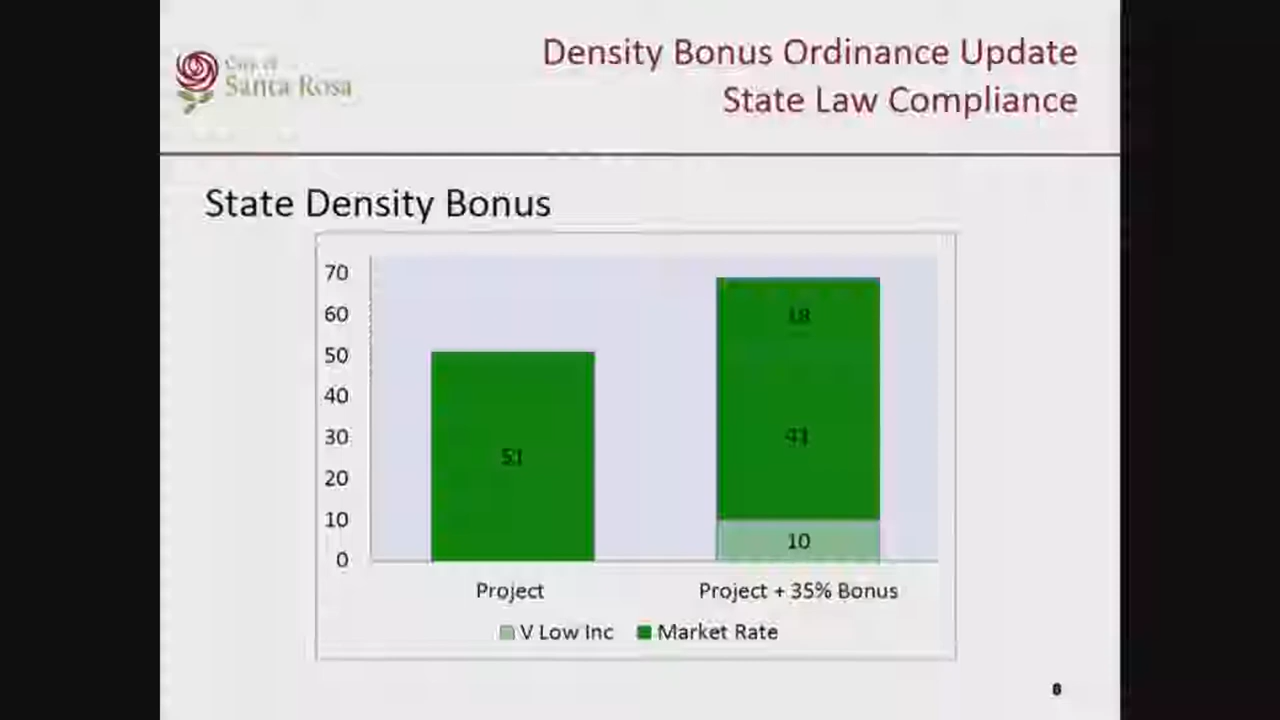 City of
Santa Rosa
Density Bonus Ordinance Update
State Law Compliance
State Density Bonus
70
60
50
40
30
20
10
0
51
18
41
10
Project
Project + 35% Bonus
V Low Inc
Market Rate
8